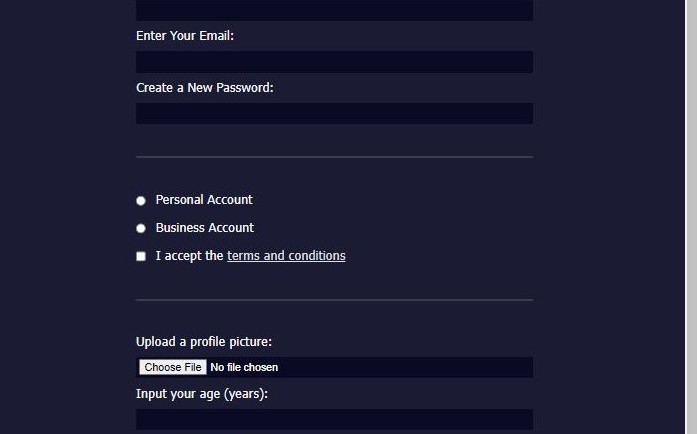 Enter Your Email:
Create a New Password:
Personal Account
Business Account
I accept the terms and conditions
Upload a profile picture:
Choose File No file chosen
Input your age (years):